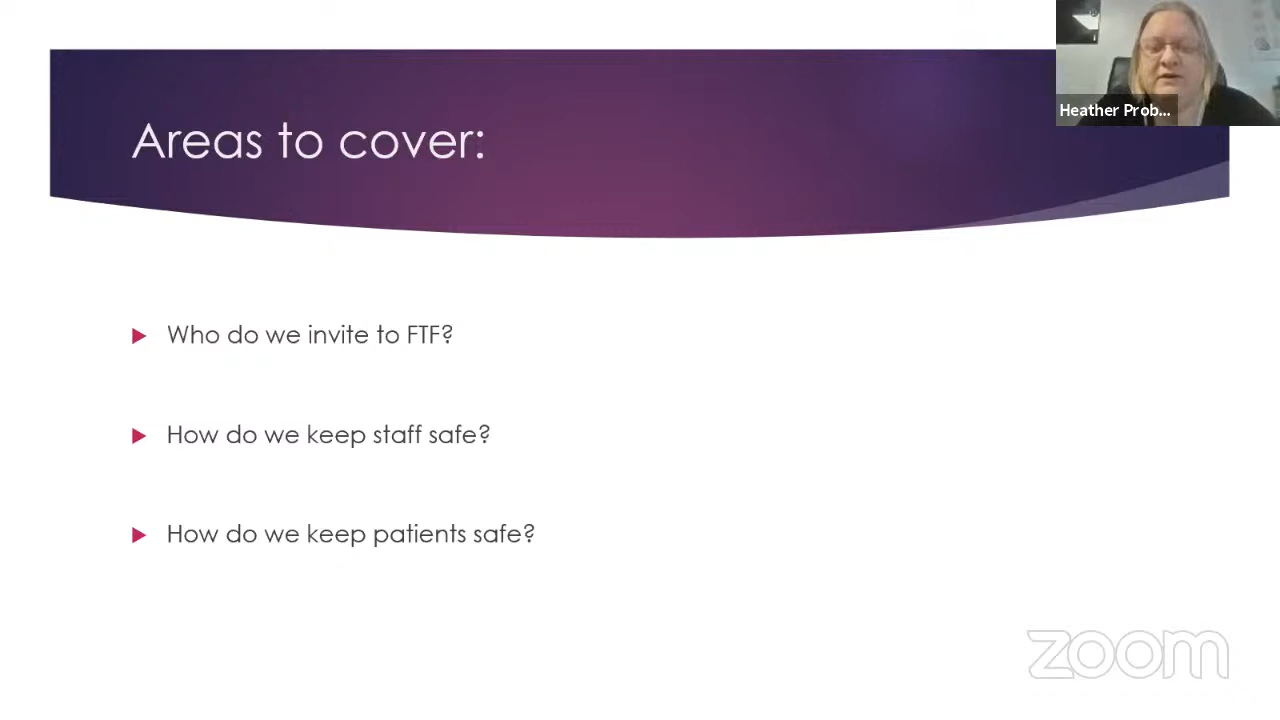 Heather Prob...
Areas to cover:
Who do we invite to FTF?
How do we keep staff safe?
How do we keep patients safe?
zoom